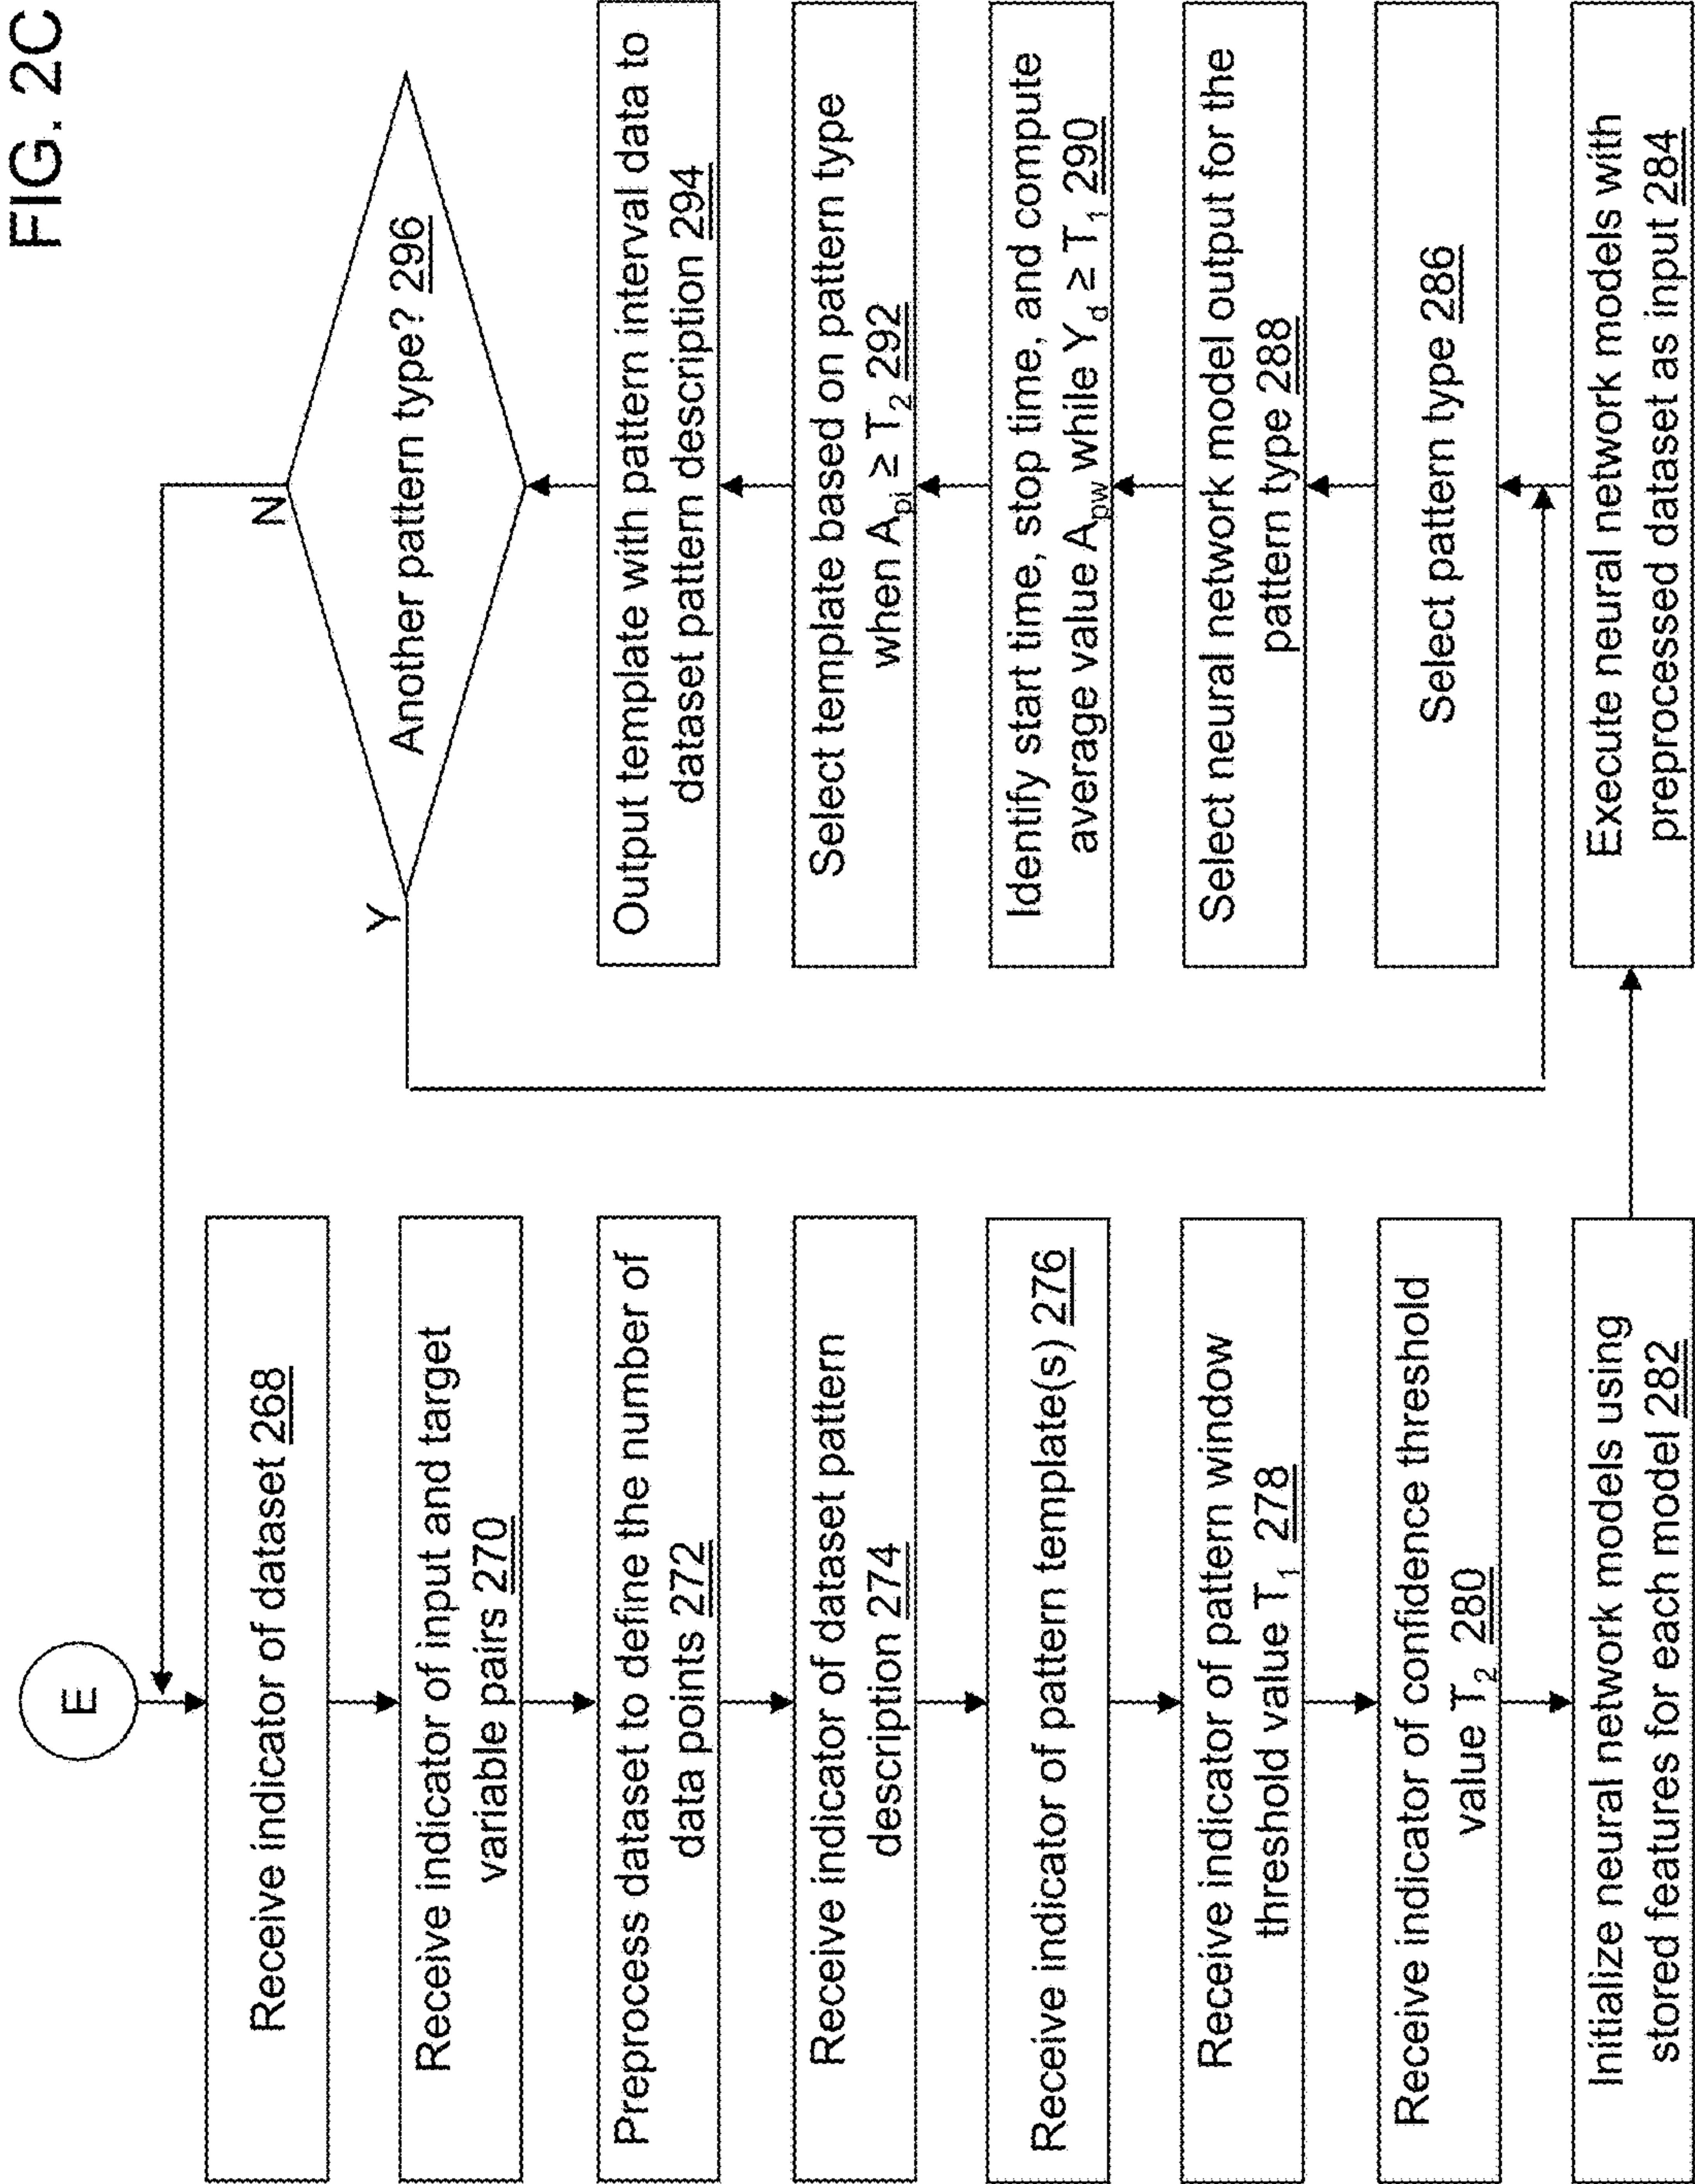 FIG. 2C
E
Receive indicator of dataset 268
Receive indicator of input and target
variable pairs 270
Preprocess dataset to define the number of
data points 272
Receive indicator of dataset pattern
description 274
Receive indicator of pattern template(s) 276
Receive indicator of pattern window
threshold value T₁ 278
Receive indicator of confidence threshold
value T₂ 280
Initialize neural network models using
stored features for each model 282
Execute neural network models with
preprocessed dataset as input 284
Select pattern type 286
Select neural network model output for the
pattern type 288
Identify start time, stop time, and compute
average value Apw while Yd ≥ T₁ 290
Select template based on pattern type
when Api ≥ T₂ 292
Output template with pattern interval data to
dataset pattern description 294
Another pattern type? 296
Y
N